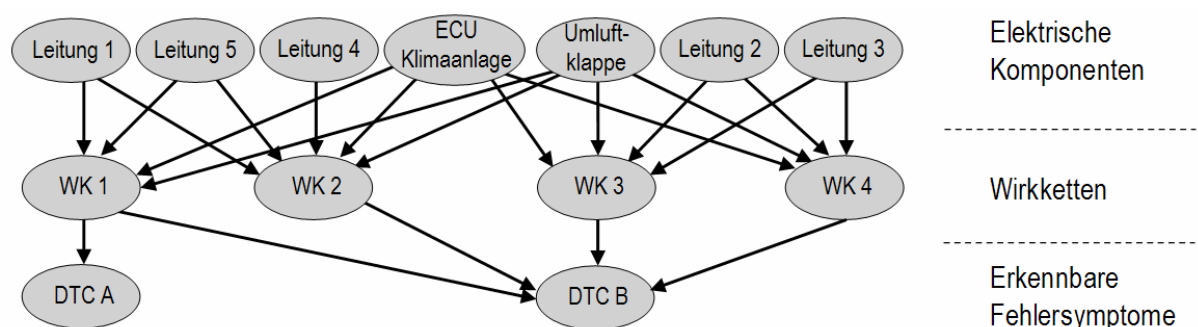 Leitung 1
Leitung 5
Leitung 4
ECU
Klimaanlage
Umluft-
klappe
Leitung 2
Leitung 3
Elektrische
Komponenten
WK 1
WK 2
WK 3
WK 4
Wirkketten
DTC A
DTC B
Erkennbare
Fehlersymptome